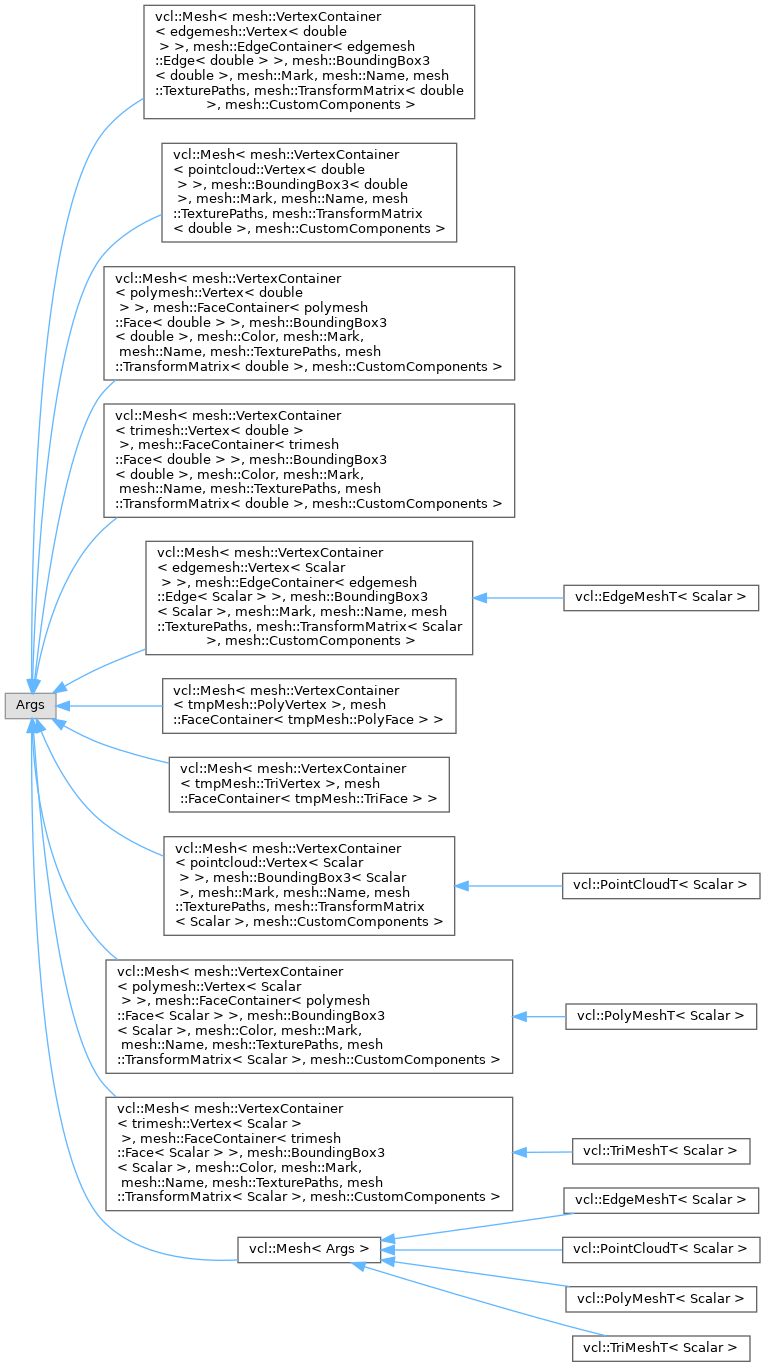 vcl::Mesh< mesh::VertexContainer
< edgemesh::Vertex< double
> >, mesh::EdgeContainer< edgemesh
::Edge< double > >, mesh::BoundingBox3
< double >, mesh::Mark, mesh::Name, mesh
::TexturePaths, mesh::TransformMatrix< double
>, mesh::CustomComponents >
vcl::Mesh< mesh::VertexContainer
< pointcloud::Vertex< double
> >, mesh::BoundingBox3< double
>, mesh::Mark, mesh::Name, mesh
::TexturePaths, mesh::TransformMatrix
< double >, mesh::CustomComponents >
vcl::Mesh< mesh::VertexContainer
< polymesh::Vertex< double
> >, mesh::FaceContainer< polymesh
::Face< double > >, mesh::BoundingBox3
< double >, mesh::Color, mesh::Mark,
mesh::Name, mesh::TexturePaths, mesh
::TransformMatrix< double >, mesh::CustomComponents >
vcl::Mesh< mesh::VertexContainer
< trimesh::Vertex< double >
>, mesh::FaceContainer< trimesh
::Face< double > >, mesh::BoundingBox3
< double >, mesh::Color, mesh::Mark,
mesh::Name, mesh::TexturePaths, mesh
::TransformMatrix< double >, mesh::CustomComponents >
vcl::Mesh< mesh::VertexContainer
< edgemesh::Vertex< Scalar
> >, mesh::EdgeContainer< edgemesh
::Edge< Scalar > >, mesh::BoundingBox3
< Scalar >, mesh::Mark, mesh::Name, mesh
::TexturePaths, mesh::TransformMatrix< Scalar
>, mesh::CustomComponents >
vcl::EdgeMeshT< Scalar >
Args
vcl::Mesh< mesh::VertexContainer
< tmpMesh::PolyVertex >, mesh
::FaceContainer< tmpMesh::PolyFace > >
vcl::Mesh< mesh::VertexContainer
< tmpMesh::TriVertex >, mesh
::FaceContainer< tmpMesh::TriFace > >
vcl::Mesh< mesh::VertexContainer
< pointcloud::Vertex< Scalar
> >, mesh::BoundingBox3< Scalar
>, mesh::Mark, mesh::Name, mesh
::TexturePaths, mesh::TransformMatrix
< Scalar >, mesh::CustomComponents >
vcl::PointCloudT< Scalar >
vcl::Mesh< mesh::VertexContainer
< polymesh::Vertex< Scalar
> >, mesh::FaceContainer< polymesh
::Face< Scalar > >, mesh::BoundingBox3
< Scalar >, mesh::Color, mesh::Mark,
mesh::Name, mesh::TexturePaths, mesh
::TransformMatrix< Scalar >, mesh::CustomComponents >
vcl::PolyMeshT< Scalar >
vcl::Mesh< mesh::VertexContainer
< trimesh::Vertex< Scalar >
>, mesh::FaceContainer< trimesh
::Face< Scalar > >, mesh::BoundingBox3
< Scalar >, mesh::Color, mesh::Mark,
mesh::Name, mesh::TexturePaths, mesh
::TransformMatrix< Scalar >, mesh::CustomComponents >
vcl::TriMeshT< Scalar >
vcl::Mesh< Args >
vcl::EdgeMeshT< Scalar >
vcl::PointCloudT< Scalar >
vcl::PolyMeshT< Scalar >
vcl::TriMeshT< Scalar >